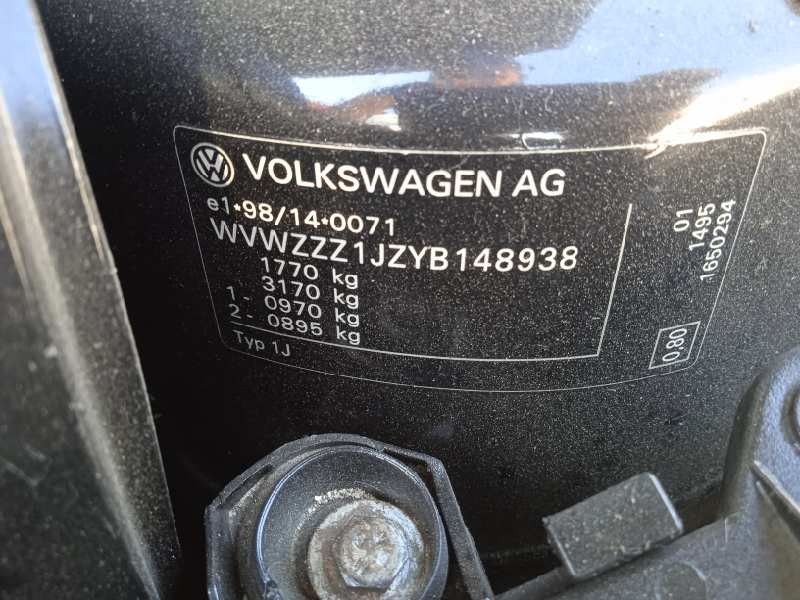 VW VOLKSWAGEN AG
e1*98/14*0071
WVWZZZ1JZYB148938
1770 kg
3170 kg
1- 0970 kg
2- 0895 kg
Typ 1J
01
1495
1650294
0,80